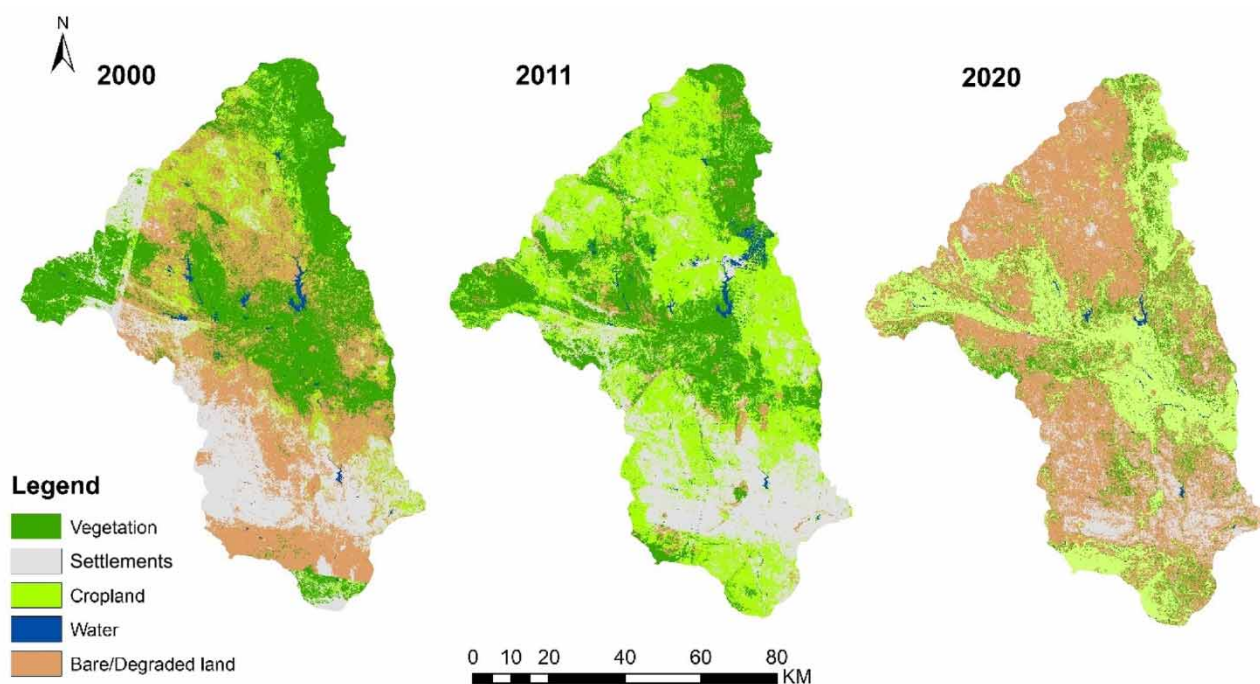 N
2000
2011
2020
Legend
Vegetation
Settlements
Cropland
Water
Bare/Degraded land
0 10 20 40 60 80
KM